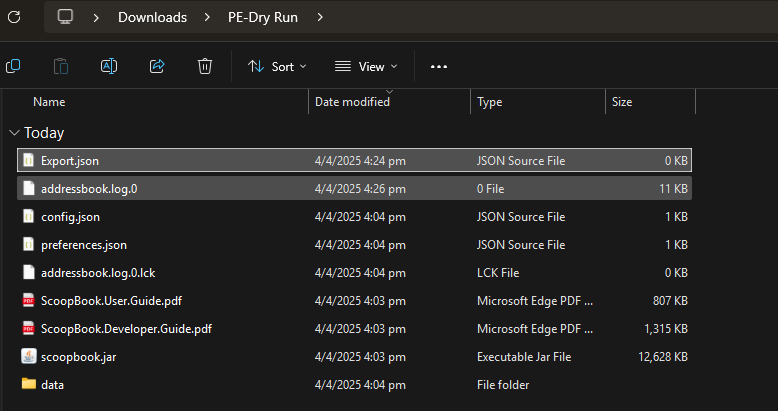 Downloads > PE-Dry Run >
Sort View
Name Date modified Type Size
Today
Export.json 4/4/2025 4:24 pm JSON Source File 0 KB
addressbook.log.0 4/4/2025 4:26 pm 0 File 11 KB
config.json 4/4/2025 4:04 pm JSON Source File 1 KB
preferences.json 4/4/2025 4:04 pm JSON Source File 1 KB
addressbook.log.0.lck 4/4/2025 4:04 pm LCK File 0 KB
PDF ScoopBook.User.Guide.pdf 4/4/2025 4:03 pm Microsoft Edge PDF ... 807 KB
PDF ScoopBook.Developer.Guide.pdf 4/4/2025 4:03 pm Microsoft Edge PDF ... 1,315 KB
scoopbook.jar 4/4/2025 4:03 pm Executable Jar File 12,628 KB
data 4/4/2025 4:04 pm File folder